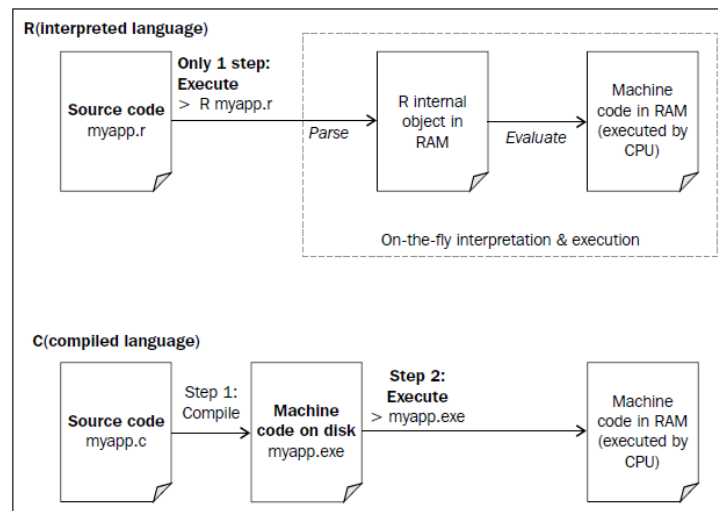 R(interpreted language)
Only 1 step:
Execute
> R myapp.r
Source code
myapp.r
Parse
R internal
object in
RAM
Evaluate
Machine
code in RAM
(executed by
CPU)
On-the-fly interpretation & execution
C(compiled language)
Source code
myapp.c
Step 1:
Compile
Machine
code on disk
myapp.exe
Step 2:
Execute
> myapp.exe
Machine
code in RAM
(executed by
CPU)